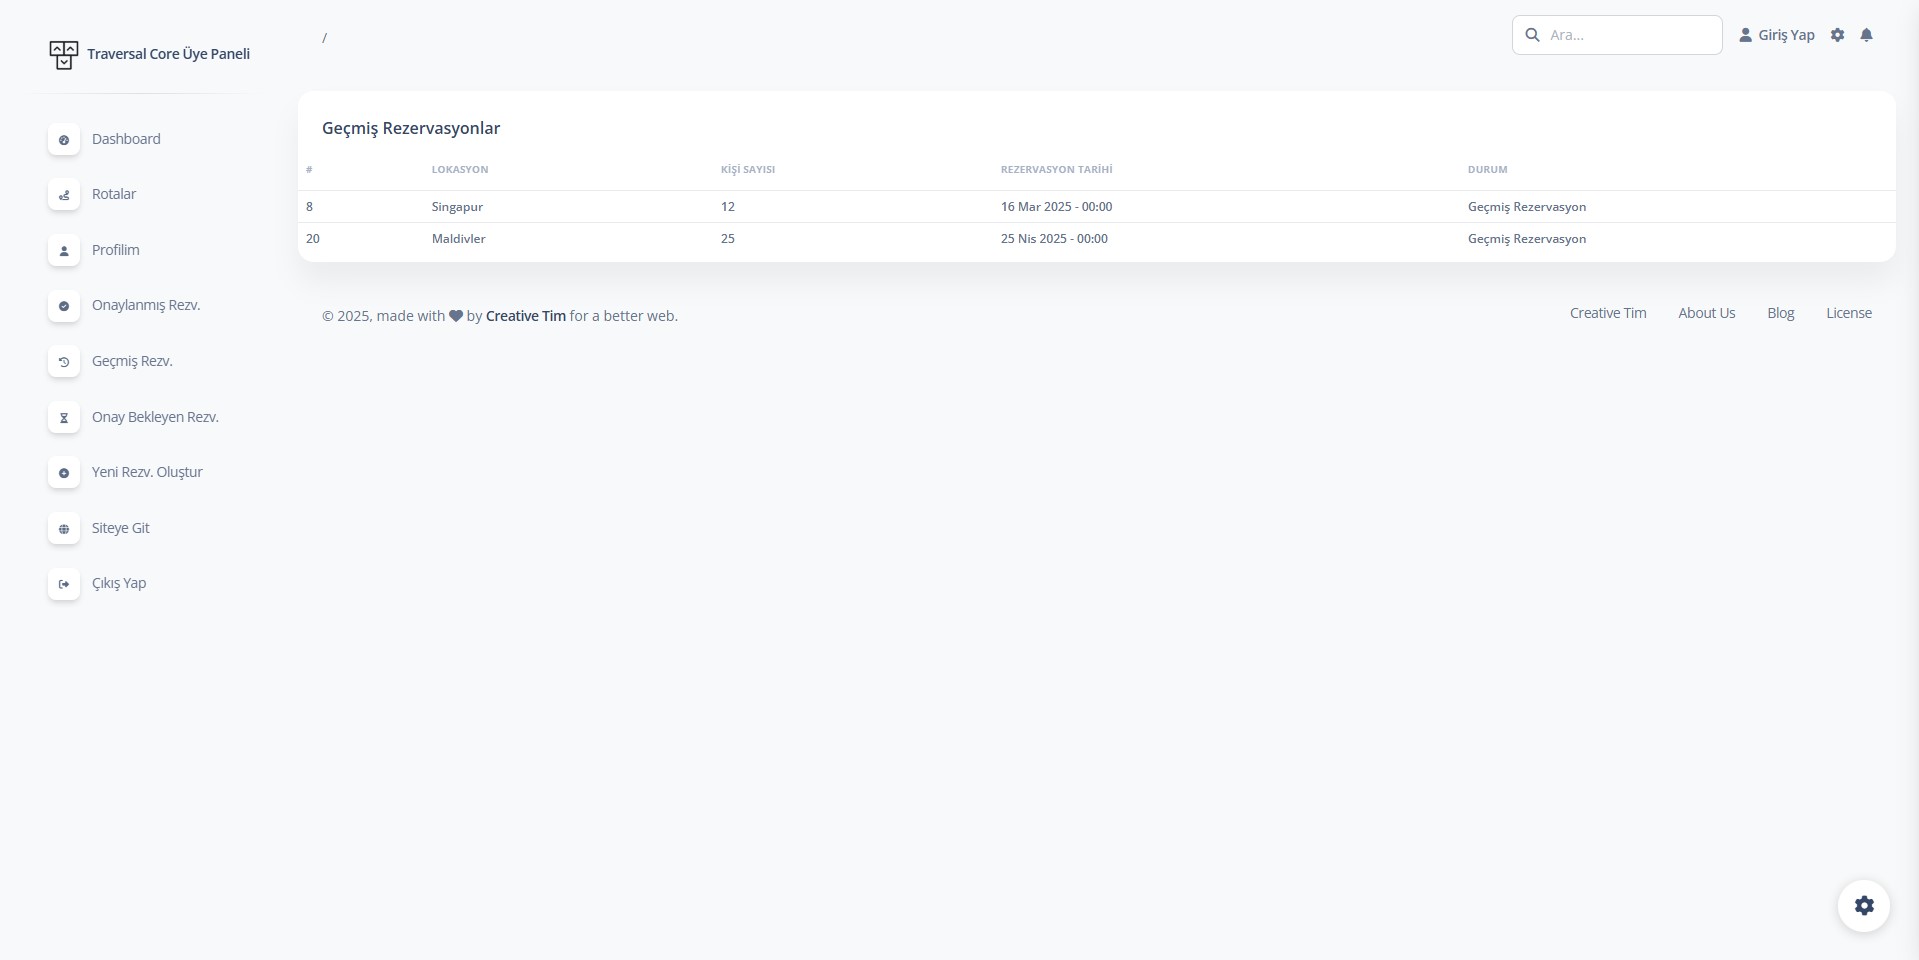 Traversal Core Üye Paneli
Dashboard
Rotalar
Profilim
Onaylanmış Rezv.
Geçmiş Rezv.
Onay Bekleyen Rezv.
Yeni Rezv. Oluştur
Siteye Git
Çıkış Yap
/
Ara...
Giriş Yap
Geçmiş Rezervasyonlar
# LOKASYON KİŞİ SAYISI REZERVASYON TARİHİ DURUM
8 Singapur 12 16 Mar 2025 - 00:00 Geçmiş Rezervasyon
20 Maldivler 25 25 Nis 2025 - 00:00 Geçmiş Rezervasyon
© 2025, made with by Creative Tim for a better web.
Creative Tim About Us Blog License